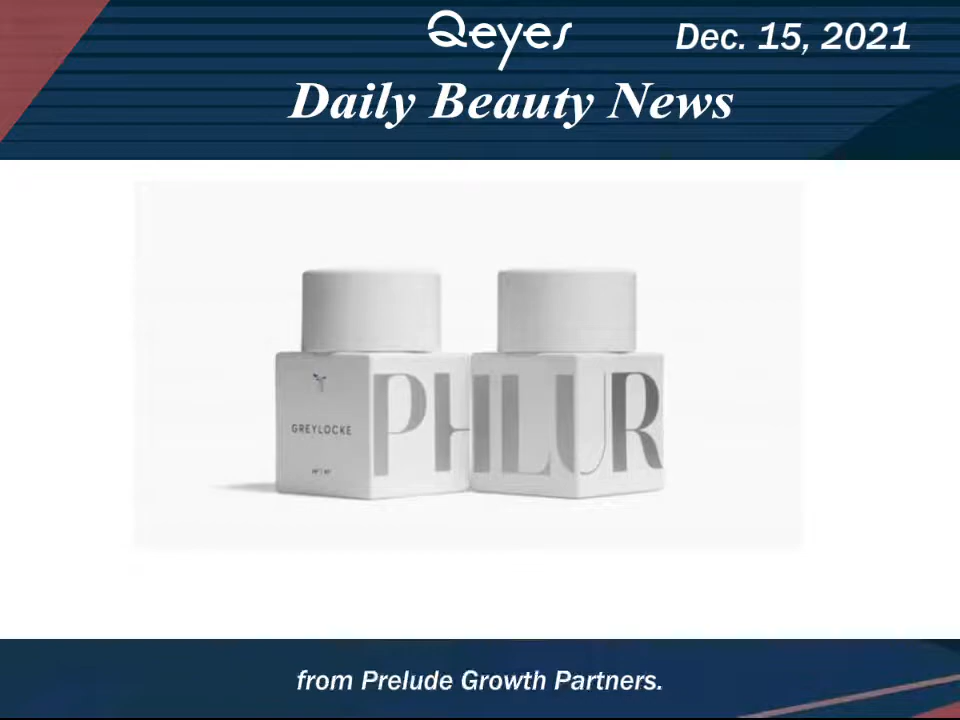 Qeyes
Dec. 15, 2021
Daily Beauty News
GREYLOCKE
PHLUR
from Prelude Growth Partners.